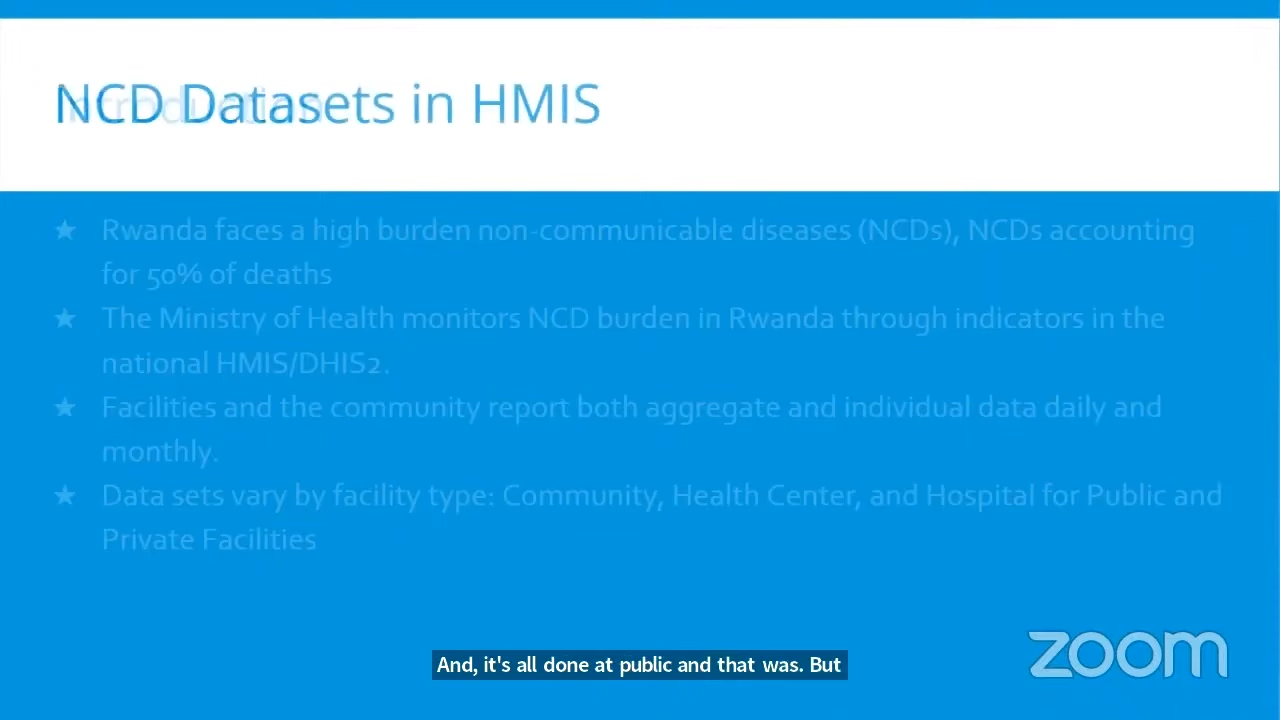 NCD Datasets in HMIS
Introduction
★ Rwanda faces a high burden non-communicable diseases (NCDs), NCDs accounting
for 50% of deaths
★ The Ministry of Health monitors NCD burden in Rwanda through indicators in the
national HMIS/DHIS2.
★ Facilities and the community report both aggregate and individual data daily and
monthly.
★ Data sets vary by facility type: Community, Health Center, and Hospital for Public and
Private Facilities
And, it's all done at public and that was. But
zoom